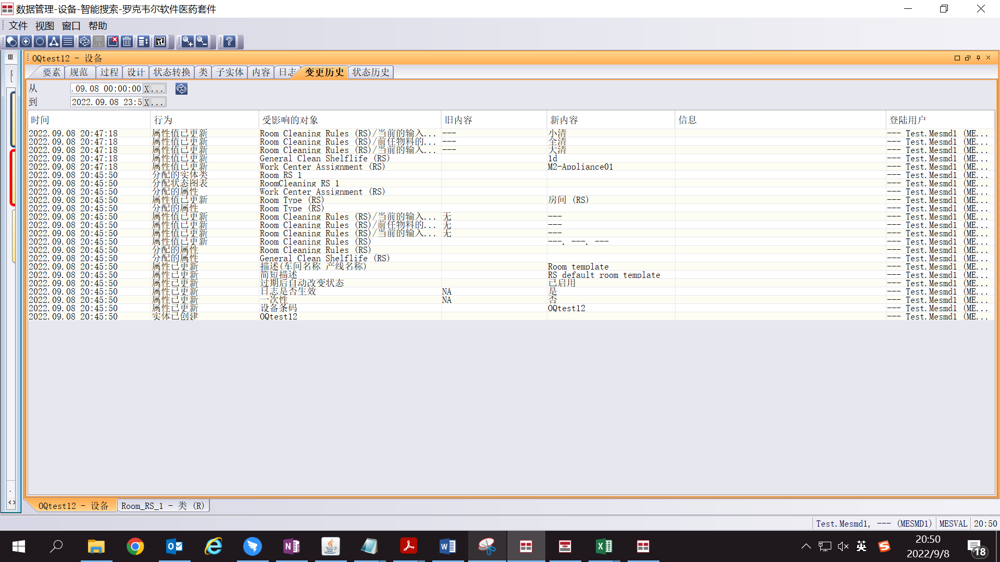 数据管理-设备-智能搜索-罗克韦尔软件医药套件
文件 视图 窗口 帮助
OQtest12 - 设备
要素 规范 过程 设计 状态转换 类 子实体 内容 日志 变更历史 状态历史
从 .09.08 00:00:00 X ...
到 2022.09.08 23:5 X ...
时间 行为 受影响的对象 旧内容 新内容 信息 登陆用户
2022.09.08 20:47:18 属性值已更新 Room Cleaning Rules (RS)/当前的输入... --- 小清 --- Test.Mesmd1 (ME...
2022.09.08 20:47:18 属性值已更新 Room Cleaning Rules (RS)/前任物料的... --- 全清 --- Test.Mesmd1 (ME...
2022.09.08 20:47:18 属性值已更新 Room Cleaning Rules (RS)/当前的输入... --- 大清 --- Test.Mesmd1 (ME...
2022.09.08 20:47:18 属性值已更新 General Clean Shelflife (RS) 1d --- Test.Mesmd1 (ME...
2022.09.08 20:47:18 属性值已更新 Work Center Assignment (RS) M2-Appliance01 --- Test.Mesmd1 (ME...
2022.09.08 20:45:50 分配的实体类 Room RS 1 --- Test.Mesmd1 (ME...
2022.09.08 20:45:50 分配状态图表 RoomCleaning RS 1 --- Test.Mesmd1 (ME...
2022.09.08 20:45:50 分配的属性 Work Center Assignment (RS) --- Test.Mesmd1 (ME...
2022.09.08 20:45:50 属性值已更新 Room Type (RS) 房间 (RS) --- Test.Mesmd1 (ME...
2022.09.08 20:45:50 分配的属性 Room Type (RS) --- Test.Mesmd1 (ME...
2022.09.08 20:45:50 属性值已更新 Room Cleaning Rules (RS)/当前的输入... 无 --- --- Test.Mesmd1 (ME...
2022.09.08 20:45:50 属性值已更新 Room Cleaning Rules (RS)/前任物料的... 无 --- --- Test.Mesmd1 (ME...
2022.09.08 20:45:50 属性值已更新 Room Cleaning Rules (RS)/当前的输入... 无 --- --- Test.Mesmd1 (ME...
2022.09.08 20:45:50 属性值已更新 Room Cleaning Rules (RS) ---, ---, --- --- Test.Mesmd1 (ME...
2022.09.08 20:45:50 分配的属性 Room Cleaning Rules (RS) --- Test.Mesmd1 (ME...
2022.09.08 20:45:50 分配的属性 General Clean Shelflife (RS) --- Test.Mesmd1 (ME...
2022.09.08 20:45:50 属性已更新 描述(车间名称 产线名称) Room template --- Test.Mesmd1 (ME...
2022.09.08 20:45:50 属性已更新 简短描述 RS default room template --- Test.Mesmd1 (ME...
2022.09.08 20:45:50 属性已更新 过期后自动改变状态 已启用 --- Test.Mesmd1 (ME...
2022.09.08 20:45:50 属性已更新 日志是否生效 NA 是 --- Test.Mesmd1 (ME...
2022.09.08 20:45:50 属性已更新 一次性 NA 否 --- Test.Mesmd1 (ME...
2022.09.08 20:45:50 属性已更新 设备条码 OQtest12 --- Test.Mesmd1 (ME...
2022.09.08 20:45:50 实体已创建 OQtest12 --- Test.Mesmd1 (ME...
OQtest12 - 设备 Room_RS_1 - 类 (R)
Test.Mesmd1, --- (MESMD1) MESVAL 20:50
英 20:50
2022/9/8
18